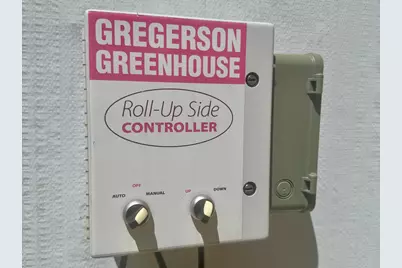 GREGERSON
GREENHOUSE
Roll-Up Side
CONTROLLER
OFF
AUTO MANUAL UP DOWN